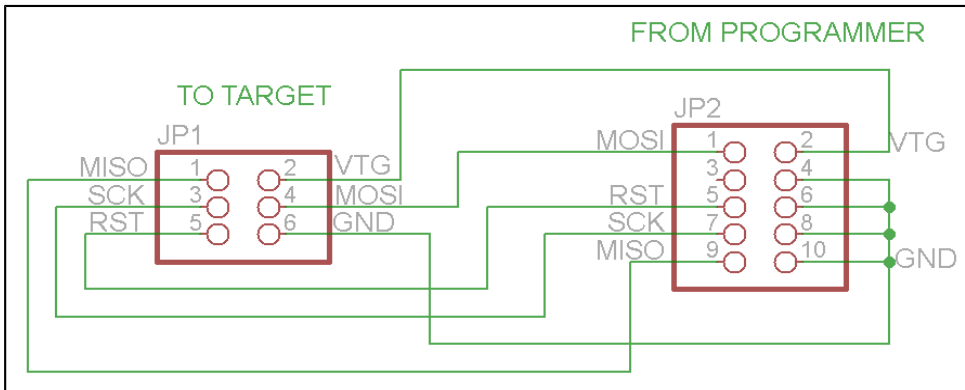 FROM PROGRAMMER
TO TARGET
JP1
MISO 1 2 VTG
SCK 3 4 MOSI
RST 5 6 GND
JP2
MOSI 1 2 VTG
3 4
RST 5 6
SCK 7 8
MISO 9 10 GND